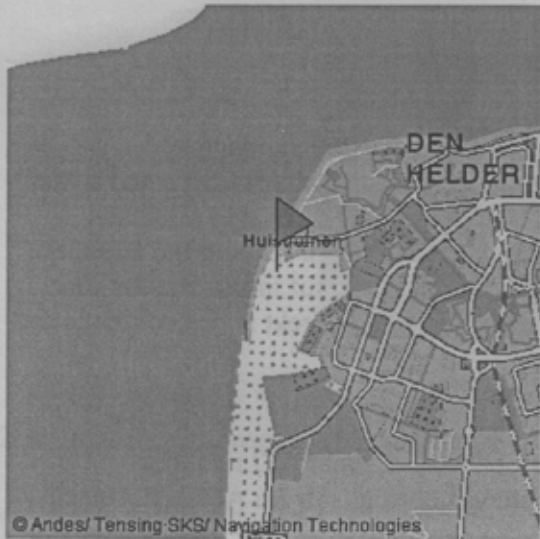 DEN
HELDER
Huisduinen
© Andes/ Tensing-SKS/ Navigation Technologies